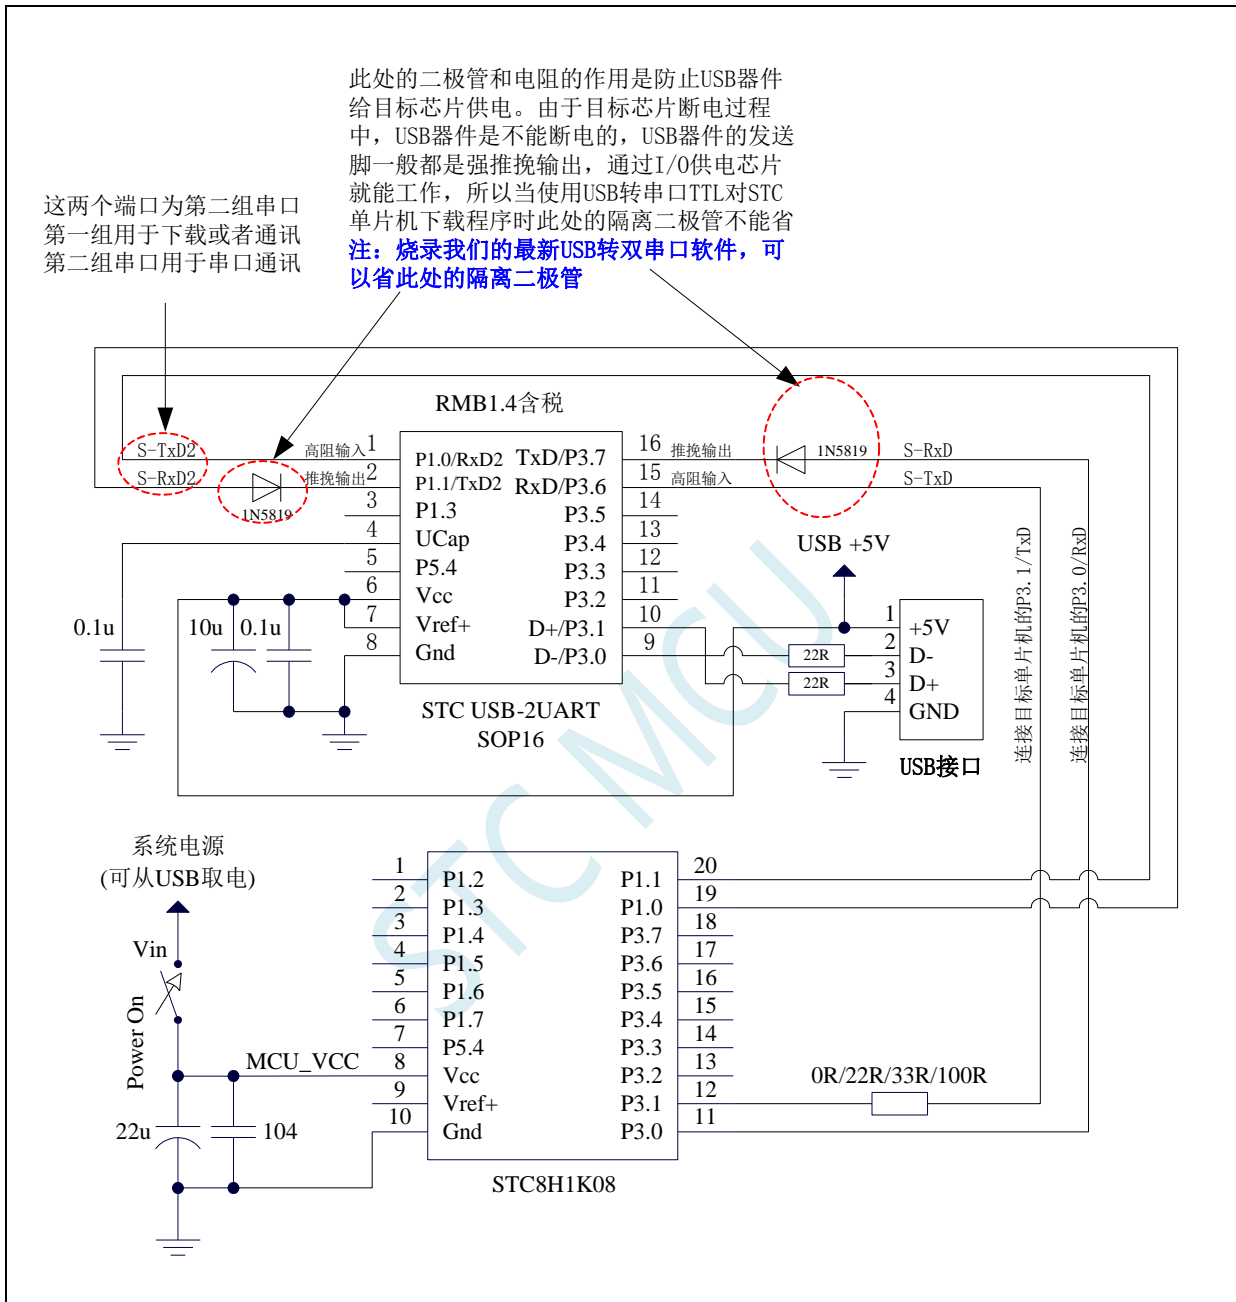 此处的二极管和电阻的作用是防止USB器件
给目标芯片供电。由于目标芯片断电过程
中，USB器件是不能断电的，USB器件的发送
脚一般都是强推挽输出，通过I/O供电芯片
就能工作，所以当使用USB转串口TTL对STC
单片机下载程序时此处的隔离二极管不能省
注：烧录我们的最新USB转双串口软件，可
以省此处的隔离二极管
这两个端口为第二组串口
第一组用于下载或者通讯
第二组串口用于串口通讯
RMB1.4含税
S-TxD2
高阻输入
1
P1.0/RxD2
TxD/P3.7
16
推挽输出
1N5819
S-RxD
S-RxD2
1N5819
推挽输出
2
P1.1/TxD2
RxD/P3.6
15
高阻输入
S-TxD
3
P1.3
P3.5
14
4
UCap
P3.4
13
5
P5.4
P3.3
12
6
Vcc
P3.2
11
7
Vref+
D+/P3.1
10
8
Gnd
D-/P3.0
9
0.1u
10u
0.1u
STC USB-2UART
SOP16
USB +5V
22R
22R
1
+5V
2
D-
3
D+
4
GND
USB接口
连接目标单片机的P3.1/TxD
连接目标单片机的P3.0/RxD
STC MCU
系统电源
(可从USB取电)
Vin
Power On
MCU_VCC
22u
104
1
P1.2
P1.1
20
2
P1.3
P1.0
19
3
P1.4
P3.7
18
4
P1.5
P3.6
17
5
P1.6
P3.5
16
6
P1.7
P3.4
15
7
P5.4
P3.3
14
8
Vcc
P3.2
13
9
Vref+
P3.1
12
10
Gnd
P3.0
11
0R/22R/33R/100R
STC8H1K08